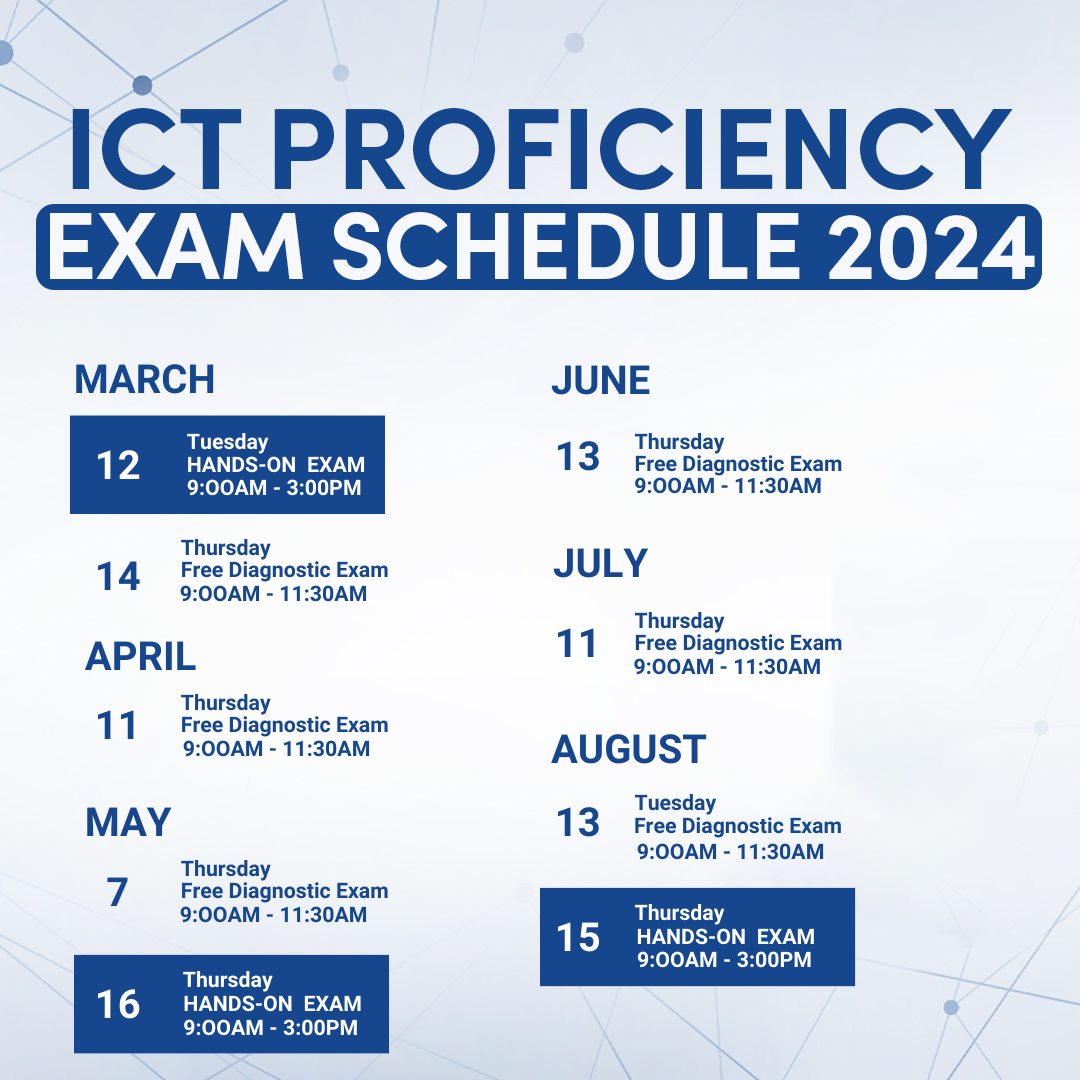 ICT PROFICIENCY
EXAM SCHEDULE 2024
MARCH
12
Tuesday
HANDS-ON EXAM
9:OOAM - 3:00PM
14
Thursday
Free Diagnostic Exam
9:OOAM - 11:30AM
APRIL
11
Thursday
Free Diagnostic Exam
9:OOAM - 11:30AM
MAY
7
Thursday
Free Diagnostic Exam
9:OOAM - 11:30AM
16
Thursday
HANDS-ON EXAM
9:OOAM - 3:00PM
JUNE
13
Thursday
Free Diagnostic Exam
9:OOAM - 11:30AM
JULY
11
Thursday
Free Diagnostic Exam
9:OOAM - 11:30AM
AUGUST
13
Tuesday
Free Diagnostic Exam
9:OOAM - 11:30AM
15
Thursday
HANDS-ON EXAM
9:OOAM - 3:00PM